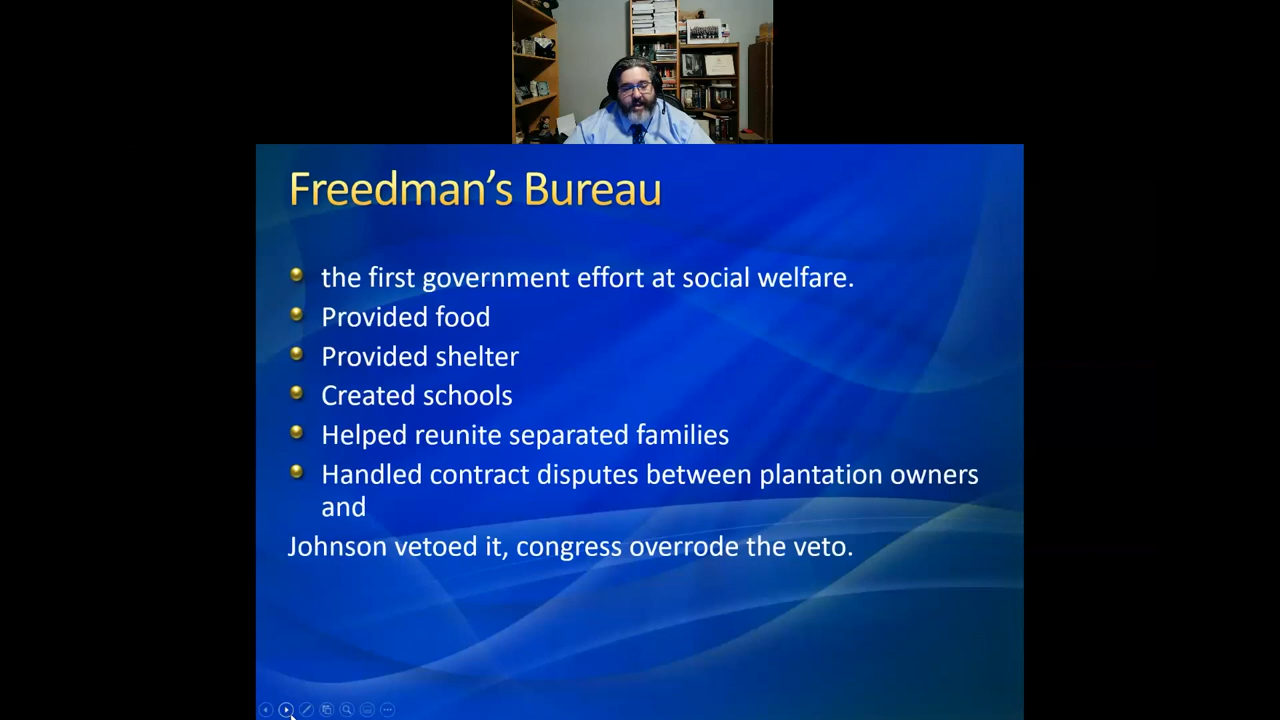 Freedman's Bureau
the first government effort at social welfare.
Provided food
Provided shelter
Created schools
Helped reunite separated families
Handled contract disputes between plantation owners
and
Johnson vetoed it, congress overrode the veto.